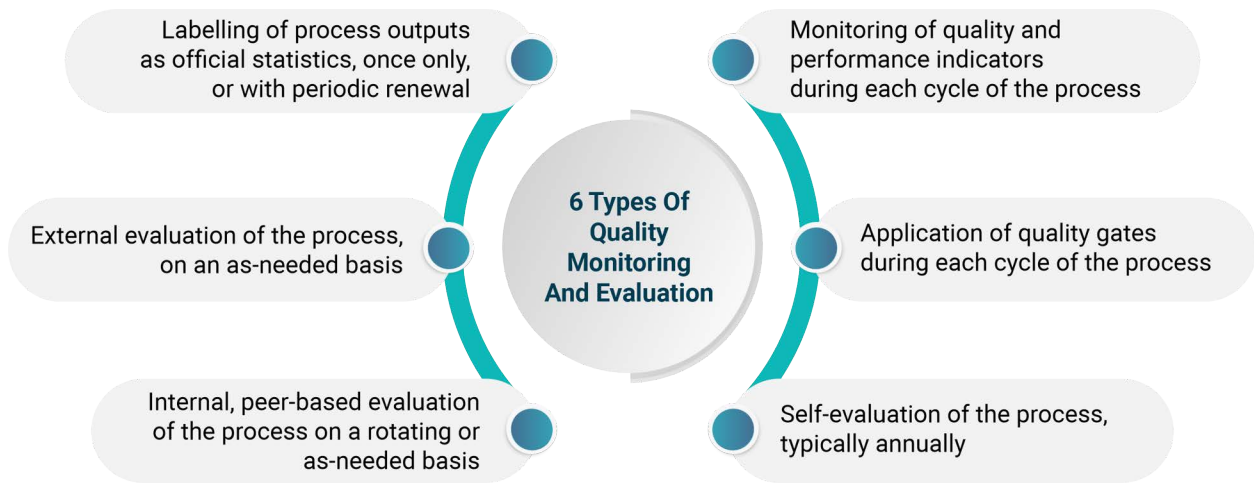 Labelling of process outputs
as official statistics, once only,
or with periodic renewal
Monitoring of quality and
performance indicators
during each cycle of the process
6 Types Of
Quality
Monitoring
And Evaluation
External evaluation of the process,
on an as-needed basis
Application of quality gates
during each cycle of the process
Internal, peer-based evaluation
of the process on a rotating or
as-needed basis
Self-evaluation of the process,
typically annually